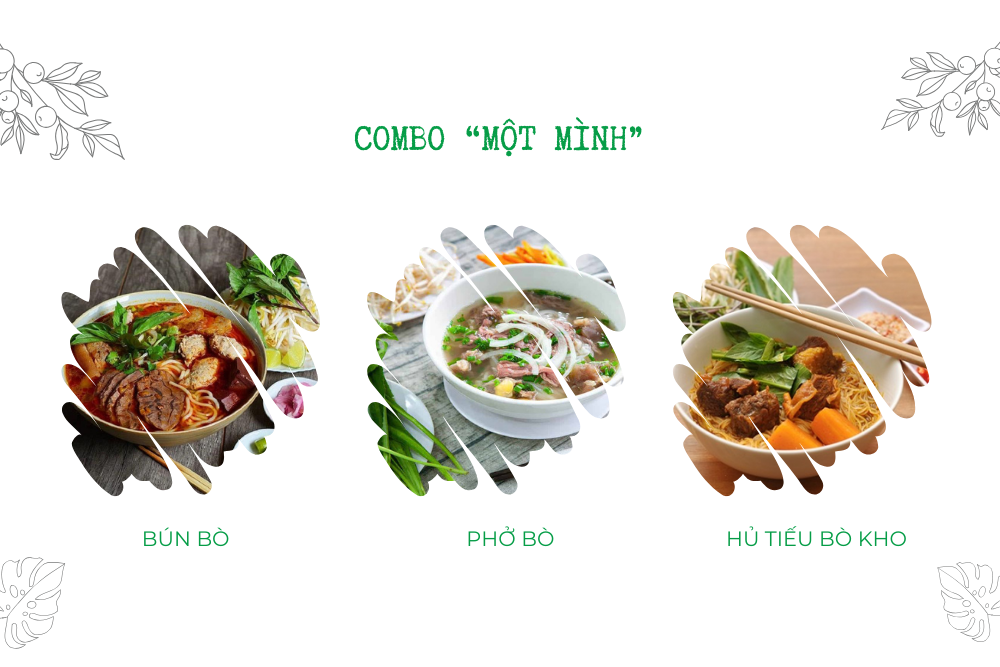 COMBO “MỘT MÌNH”
BÚN BÒ
PHỞ BÒ
HỦ TIẾU BÒ KHO